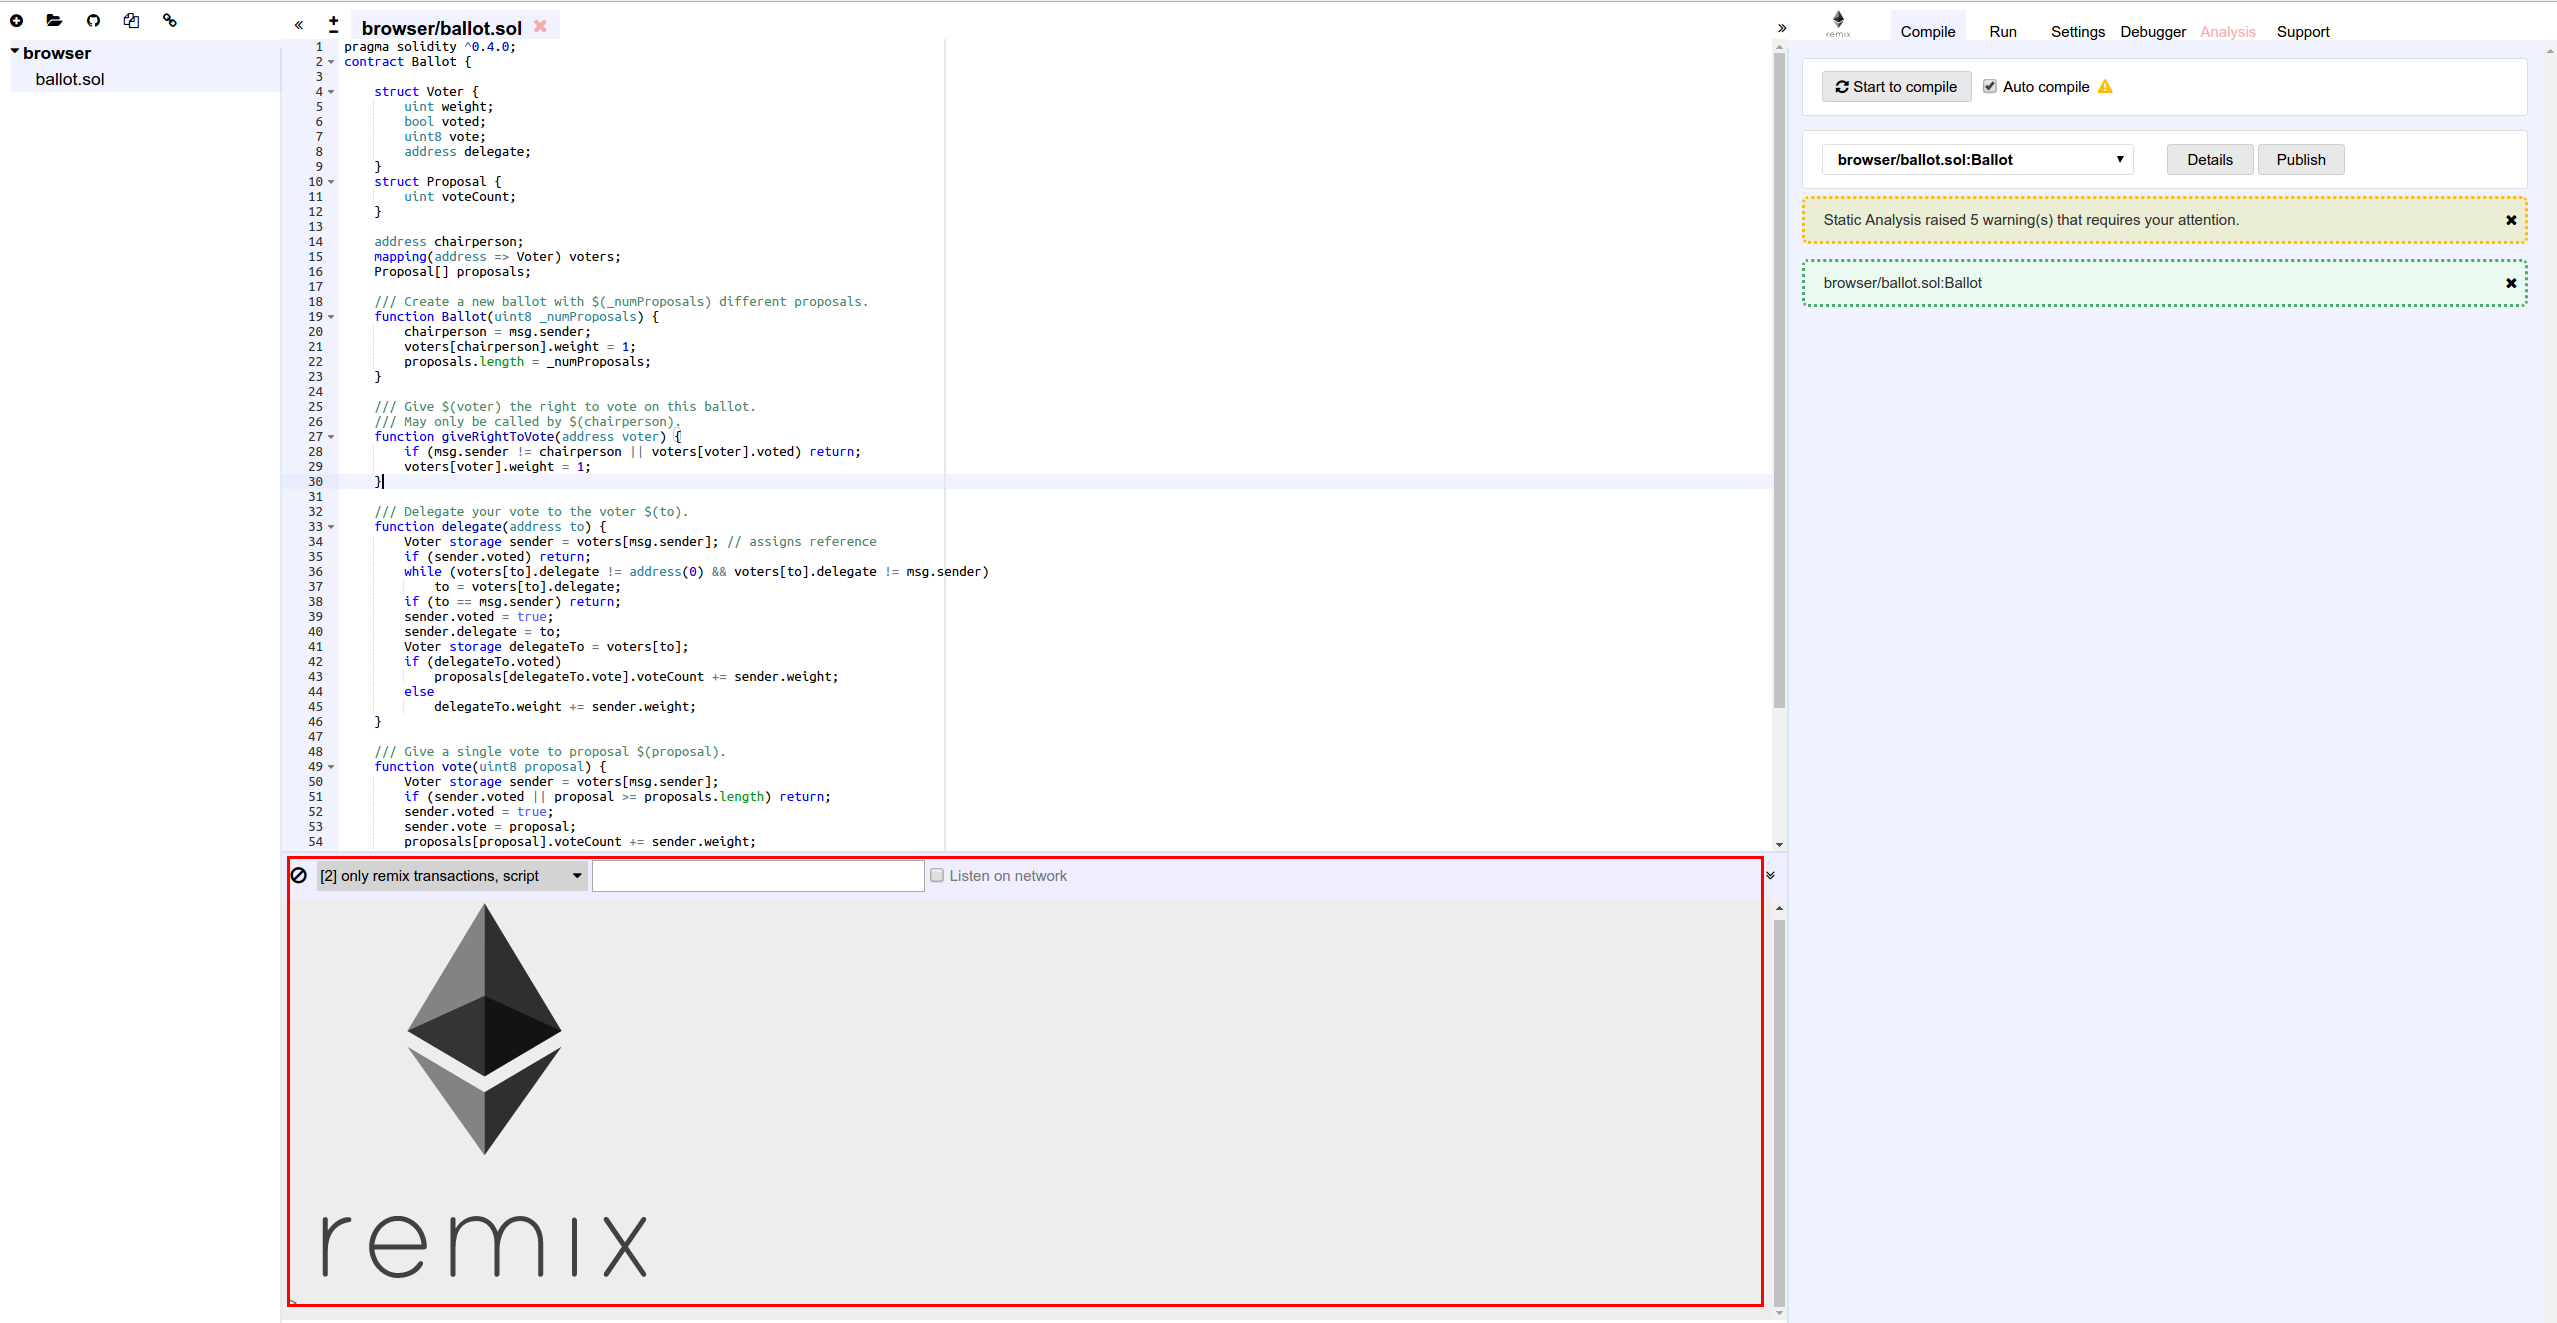 browser
ballot.sol
browser/ballot.sol
1 pragma solidity ^0.4.0;
2 contract Ballot {
3
4 struct Voter {
5 uint weight;
6 bool voted;
7 uint8 vote;
8 address delegate;
9 }
10 struct Proposal {
11 uint voteCount;
12 }
13
14 address chairperson;
15 mapping(address => Voter) voters;
16 Proposal[] proposals;
17
18 /// Create a new ballot with $(_numProposals) different proposals.
19 function Ballot(uint8 _numProposals) {
20 chairperson = msg.sender;
21 voters[chairperson].weight = 1;
22 proposals.length = _numProposals;
23 }
24
25 /// Give $(voter) the right to vote on this ballot.
26 /// May only be called by $(chairperson).
27 function giveRightToVote(address voter) {
28 if (msg.sender != chairperson || voters[voter].voted) return;
29 voters[voter].weight = 1;
30 }
31
32 /// Delegate your vote to the voter $(to).
33 function delegate(address to) {
34 Voter storage sender = voters[msg.sender]; // assigns reference
35 if (sender.voted) return;
36 while (voters[to].delegate != address(0) && voters[to].delegate != msg.sender)
37 to = voters[to].delegate;
38 if (to == msg.sender) return;
39 sender.voted = true;
40 sender.delegate = to;
41 Voter storage delegateTo = voters[to];
42 if (delegateTo.voted)
43 proposals[delegateTo.vote].voteCount += sender.weight;
44 else
45 delegateTo.weight += sender.weight;
46 }
47
48 /// Give a single vote to proposal $(proposal).
49 function vote(uint8 proposal) {
50 Voter storage sender = voters[msg.sender];
51 if (sender.voted || proposal >= proposals.length) return;
52 sender.voted = true;
53 sender.vote = proposal;
54 proposals[proposal].voteCount += sender.weight;
[2] only remix transactions, script
Listen on network
remix
>
remix
Compile Run Settings Debugger Analysis Support
Start to compile Auto compile
browser/ballot.sol:Ballot Details Publish
Static Analysis raised 5 warning(s) that requires your attention.
browser/ballot.sol:Ballot